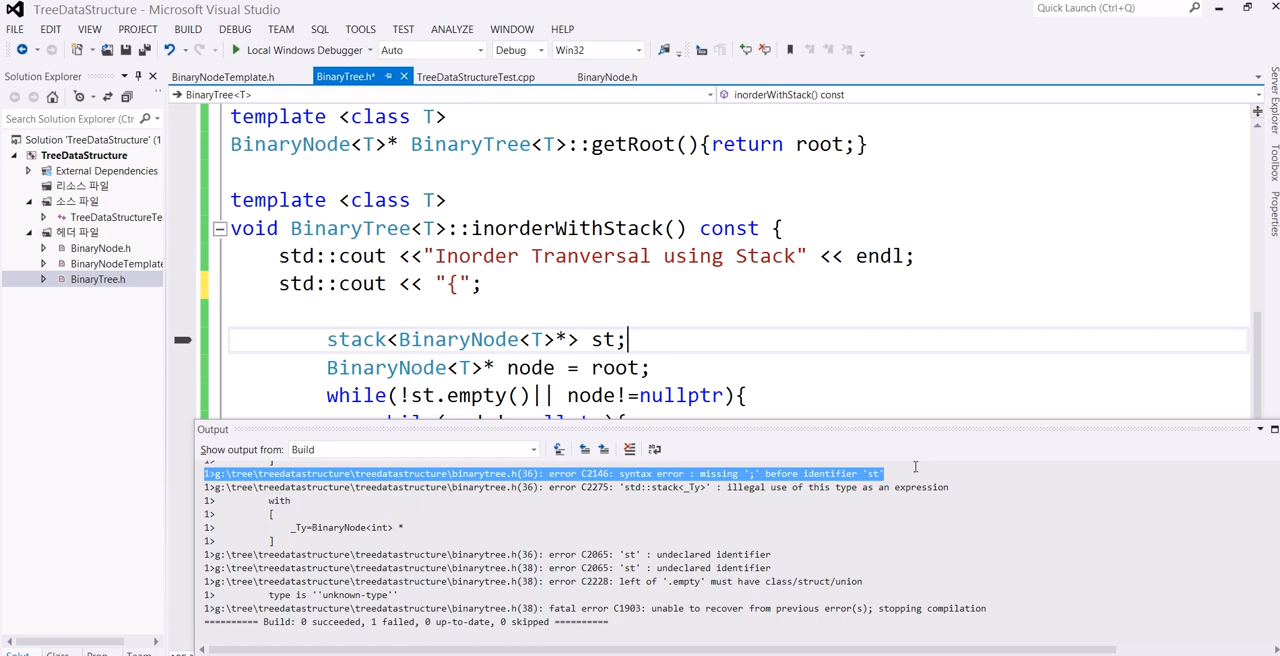 TreeDataStructure - Microsoft Visual Studio
Quick Launch (Ctrl+Q)
FILE EDIT VIEW PROJECT BUILD DEBUG TEAM SQL TOOLS TEST ANALYZE WINDOW HELP
Local Windows Debugger Auto Debug Win32
Solution Explorer
BinaryNodeTemplate.h BinaryTree.h* TreeDataStructureTest.cpp BinaryNode.h
BinaryTree<T> inorderWithStack() const
Search Solution Explorer (Ctr
Solution 'TreeDataStructure' (1
TreeDataStructure
External Dependencies
리소스 파일
소스 파일
TreeDataStructureTe
헤더 파일
BinaryNode.h
BinaryNodeTemplate
BinaryTree.h
template <class T>
BinaryNode<T>* BinaryTree<T>::getRoot(){return root;}
template <class T>
void BinaryTree<T>::inorderWithStack() const {
std::cout <<"Inorder Tranversal using Stack" << endl;
std::cout << "{";
stack<BinaryNode<T>*> st;
BinaryNode<T>* node = root;
while(!st.empty()|| node!=nullptr){
Output
Show output from: Build
1> ]
1>g:\tree\treedatastructure\treedatastructure\binarytree.h(36): error C2146: syntax error : missing ';' before identifier 'st'
1>g:\tree\treedatastructure\treedatastructure\binarytree.h(36): error C2275: 'std::stack<_Ty>' : illegal use of this type as an expression
1> with
1> [
1> _Ty=BinaryNode<int> *
1> ]
1>g:\tree\treedatastructure\treedatastructure\binarytree.h(36): error C2065: 'st' : undeclared identifier
1>g:\tree\treedatastructure\treedatastructure\binarytree.h(38): error C2065: 'st' : undeclared identifier
1>g:\tree\treedatastructure\treedatastructure\binarytree.h(38): error C2228: left of '.empty' must have class/struct/union
1> type is ''unknown-type''
1>g:\tree\treedatastructure\treedatastructure\binarytree.h(38): fatal error C1903: unable to recover from previous error(s); stopping compilation
========== Build: 0 succeeded, 1 failed, 0 up-to-date, 0 skipped ==========
Server Explorer
Toolbox
Properties